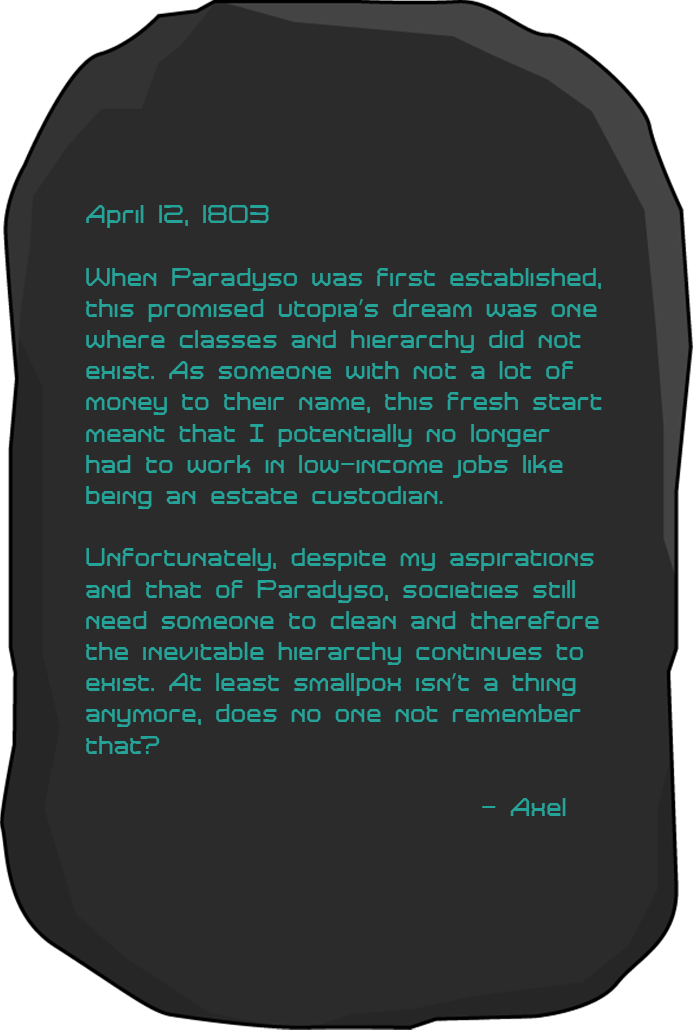 April 12, 1803
When Paradyso was first established,
this promised utopia's dream was one
where classes and hierarchy did not
exist. As someone with not a lot of
money to their name, this fresh start
meant that I potentially no longer
had to work in low-income jobs like
being an estate custodian.
Unfortunately, despite my aspirations
and that of Paradyso, societies still
need someone to clean and therefore
the inevitable hierarchy continues to
exist. At least smallpox isn't a thing
anymore, does no one not remember
that?
- Axel